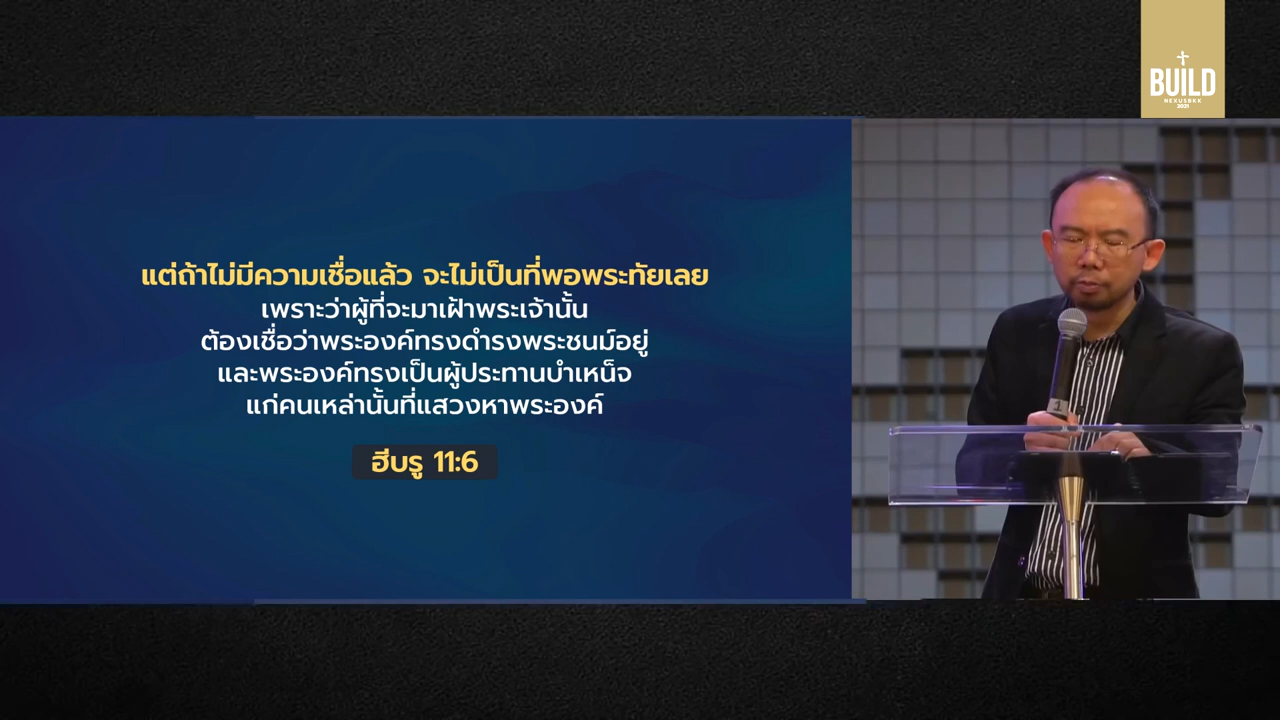 BUILD
NEXUSBKK
2021
แต่ถ้าไม่มีความเชื่อแล้ว จะไม่เป็นที่พอพระทัยเลย
เพราะว่าผู้ที่จะมาเฝ้าพระเจ้านั้น
ต้องเชื่อว่าพระองค์ทรงดำรงพระชนม์อยู่
และพระองค์ทรงเป็นผู้ประทานบำเหน็จ
แก่คนเหล่านั้นที่แสวงหาพระองค์
ฮีบรู 11:6
1